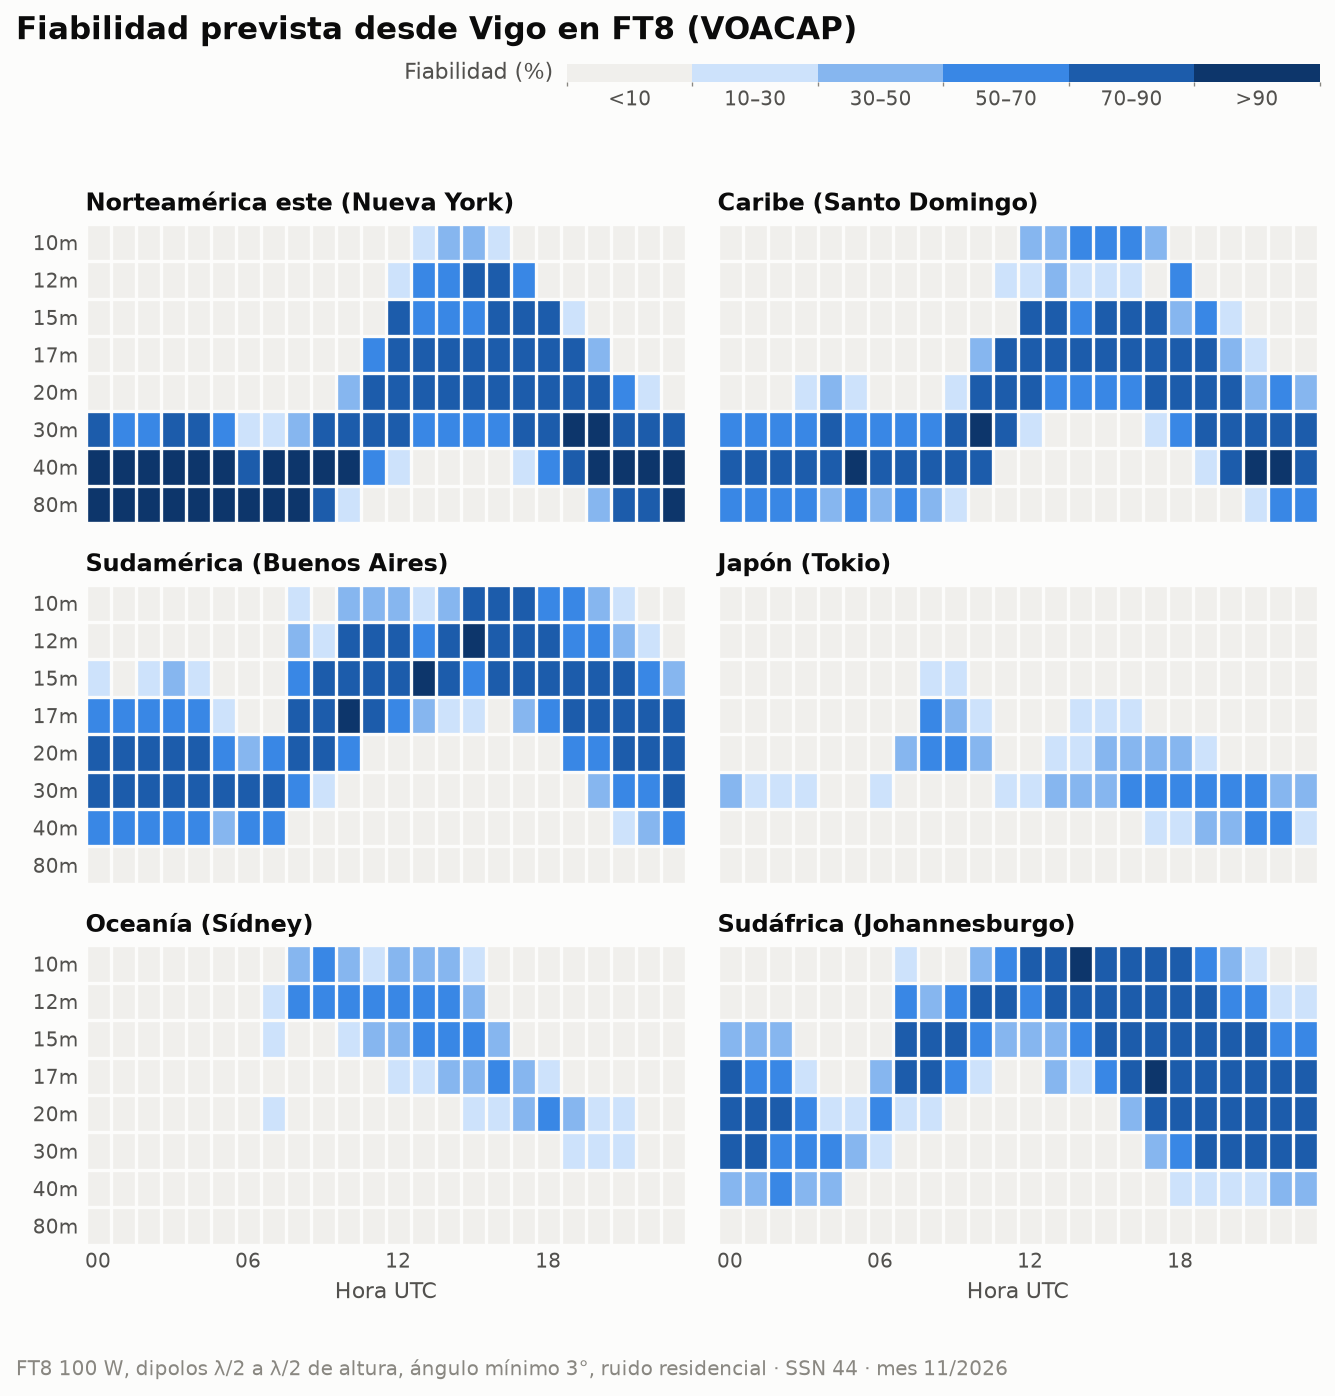 Fiabilidad prevista desde Vigo en FT8 (VOACAP)
Fiabilidad (%)
<10 10–30 30–50 50–70 70–90 >90
Norteamérica este (Nueva York) Caribe (Santo Domingo)
10m
12m
15m
17m
20m
30m
40m
80m
Sudamérica (Buenos Aires) Japón (Tokio)
10m
12m
15m
17m
20m
30m
40m
80m
Oceanía (Sídney) Sudáfrica (Johannesburgo)
10m
12m
15m
17m
20m
30m
40m
80m
00 06 12 18 00 06 12 18
Hora UTC Hora UTC
FT8 100 W, dipolos λ/2 a λ/2 de altura, ángulo mínimo 3°, ruido residencial · SSN 44 · mes 11/2026